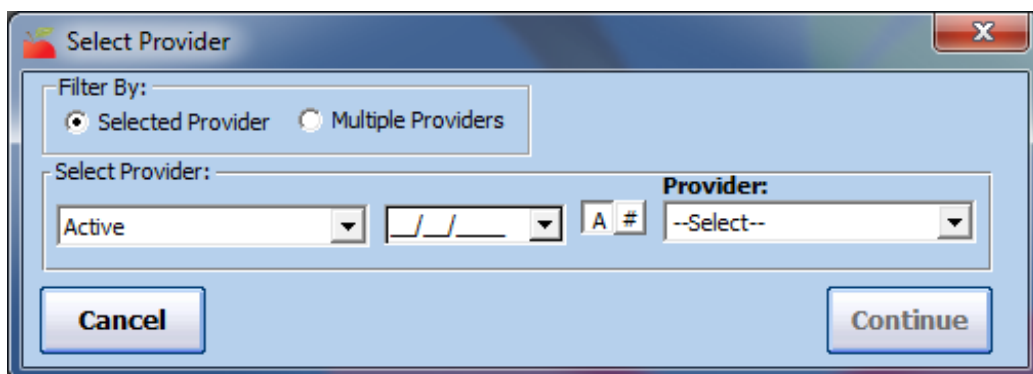 Select Provider
X
Filter By:
Selected Provider Multiple Providers
Select Provider:
Provider:
Active __/__/____ A # --Select--
Cancel Continue